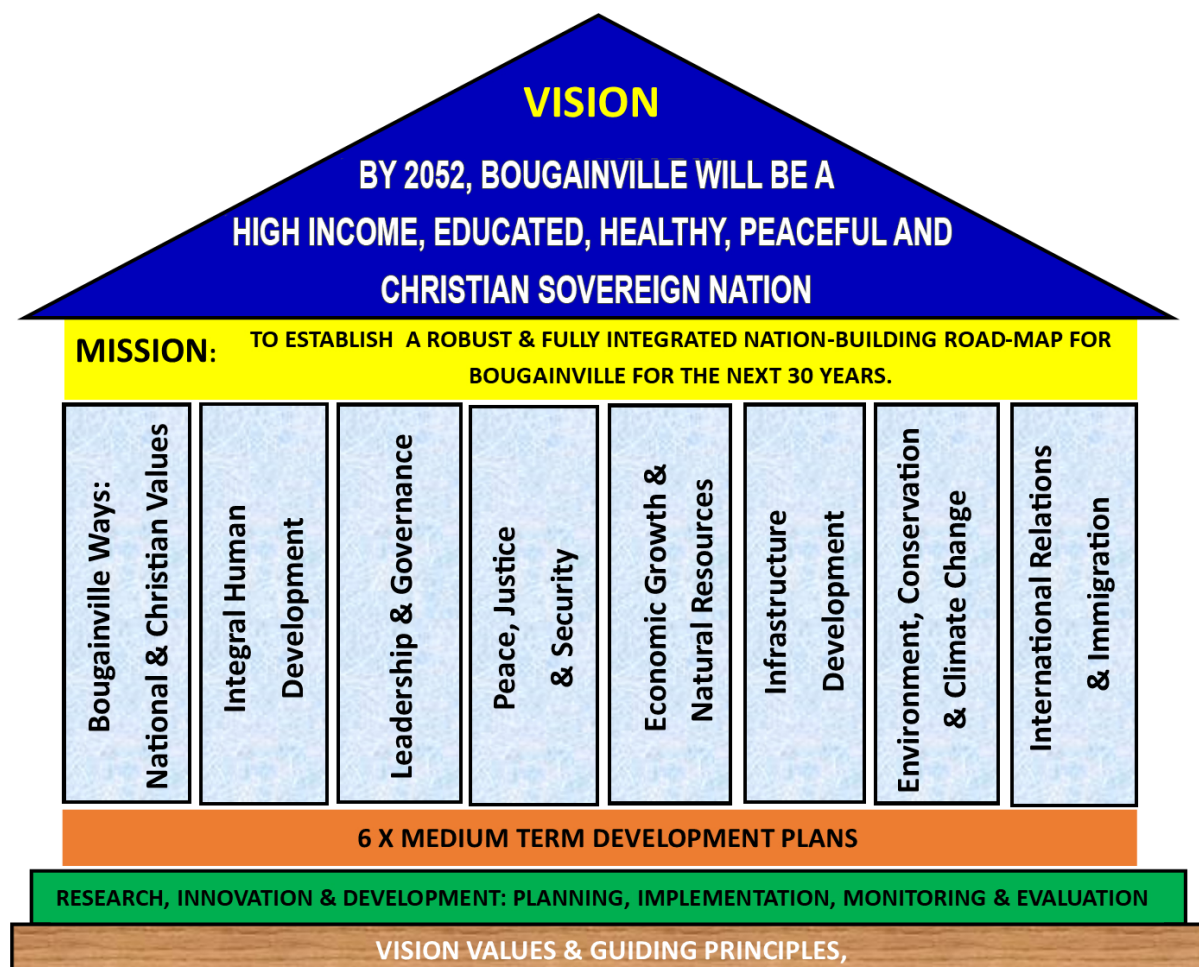 VISION
BY 2052, BOUGAINVILLE WILL BE A
HIGH INCOME, EDUCATED, HEALTHY, PEACEFUL AND
CHRISTIAN SOVEREIGN NATION
MISSION: TO ESTABLISH A ROBUST & FULLY INTEGRATED NATION-BUILDING ROAD-MAP FOR
BOUGAINVILLE FOR THE NEXT 30 YEARS.
Bougainville Ways:
National & Christian Values
Integral Human
Development
Leadership & Governance
Peace, Justice
& Security
Economic Growth &
Natural Resources
Infrastructure
Development
Environment, Conservation
& Climate Change
International Relations
& Immigration
6 X MEDIUM TERM DEVELOPMENT PLANS
RESEARCH, INNOVATION & DEVELOPMENT: PLANNING, IMPLEMENTATION, MONITORING & EVALUATION
VISION VALUES & GUIDING PRINCIPLES,